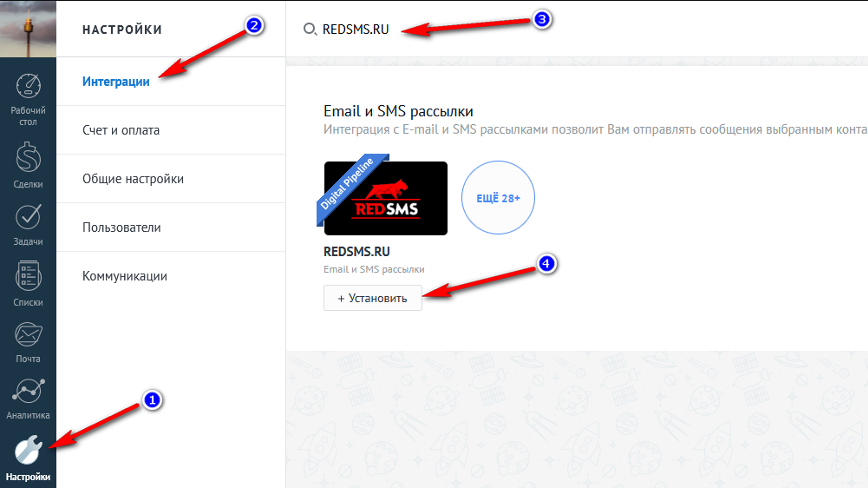 Рабочий
стол
Сделки
Задачи
Списки
Почта
Аналитика
Настройки
1
НАСТРОЙКИ
2
Интеграции
Счет и оплата
Общие настройки
Пользователи
Коммуникации
REDSMS.RU
3
Email и SMS рассылки
Интеграция с E-mail и SMS рассылками позволит Вам отправлять сообщения выбранным конта
Digital Pipeline
REDSMS
ЕЩЁ 28+
REDSMS.RU
Email и SMS рассылки
4
+ Установить